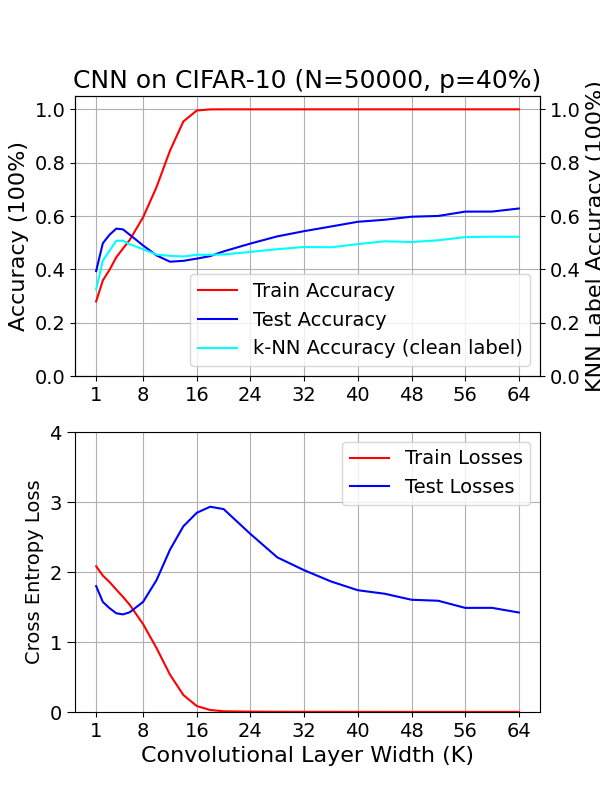 CNN on CIFAR-10 (N=50000, p=40%)
Accuracy (100%)
1.0
0.8
0.6
0.4
0.2
0.0
1.0
0.8
0.6
0.4
0.2
0.0
KNN Label Accuracy (100%)
Train Accuracy
Test Accuracy
k-NN Accuracy (clean label)
1 8 16 24 32 40 48 56 64
Cross Entropy Loss
4
3
2
1
0
Train Losses
Test Losses
1 8 16 24 32 40 48 56 64
Convolutional Layer Width (K)